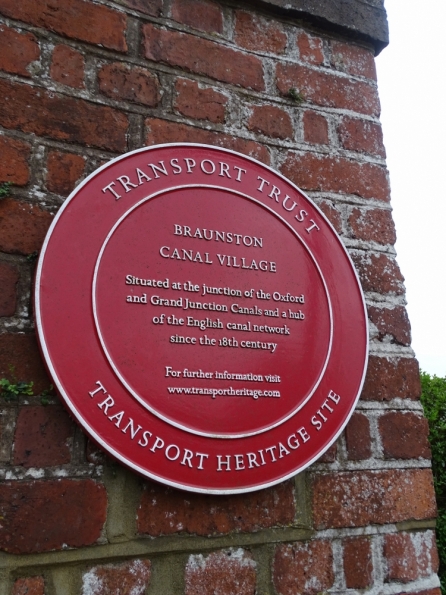 TRANSPORT TRUST
BRAUNSTON
CANAL VILLAGE
Situated at the junction of the Oxford
and Grand Junction Canals and a hub
of the English canal network
since the 18th century
For further information visit
www.transportheritage.com
TRANSPORT HERITAGE SITE